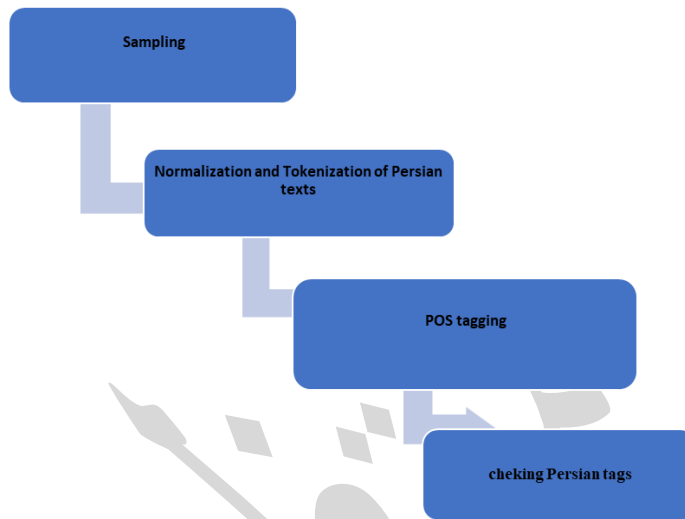 Sampling
Normalization and Tokenization of Persian
texts
POS tagging
cheking Persian tags